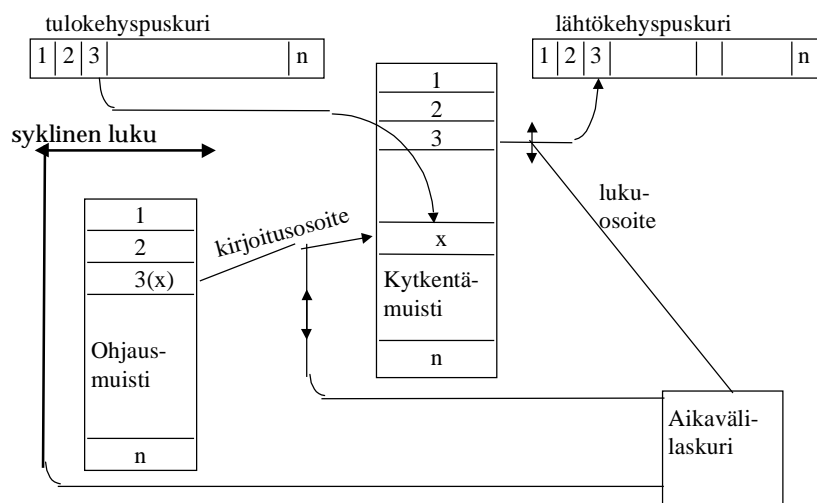 tulokehyspuskuri
lähtökehyspuskuri
1 2 3 n
1 2 3 n
1
2
3
syklinen luku
luku-
osoite
1
2
3(x)
kirjoitusosoite
x
Kytkentä-
muisti
n
Ohjaus-
muisti
n
Aikaväli-
laskuri